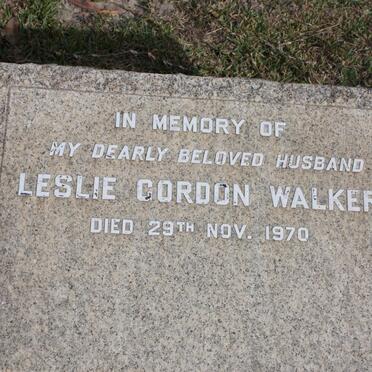 IN MEMORY OF
MY DEARLY BELOVED HUSBAND
LESLIE GORDON WALKER
DIED 29TH NOV. 1970